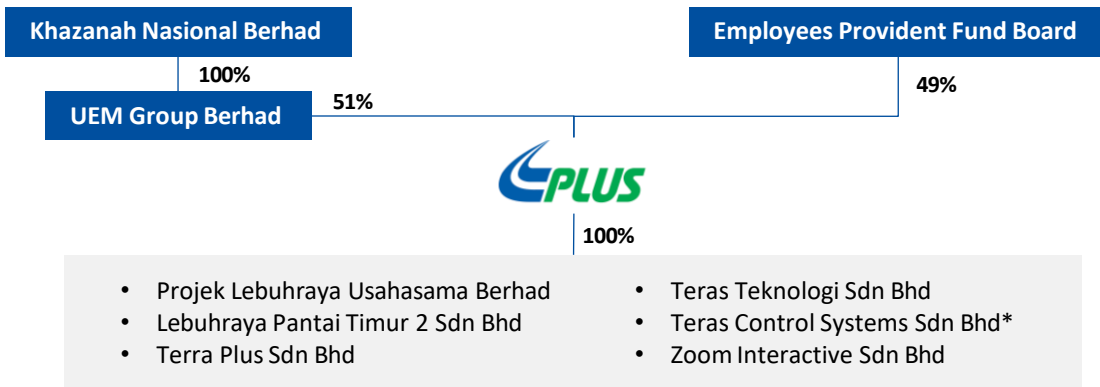 Khazanah Nasional Berhad
Employees Provident Fund Board
100%
49%
UEM Group Berhad
51%
PLUS
100%
• Projek Lebuhraya Usahasama Berhad
• Lebuhraya Pantai Timur 2 Sdn Bhd
• Terra Plus Sdn Bhd
• Teras Teknologi Sdn Bhd
• Teras Control Systems Sdn Bhd*
• Zoom Interactive Sdn Bhd